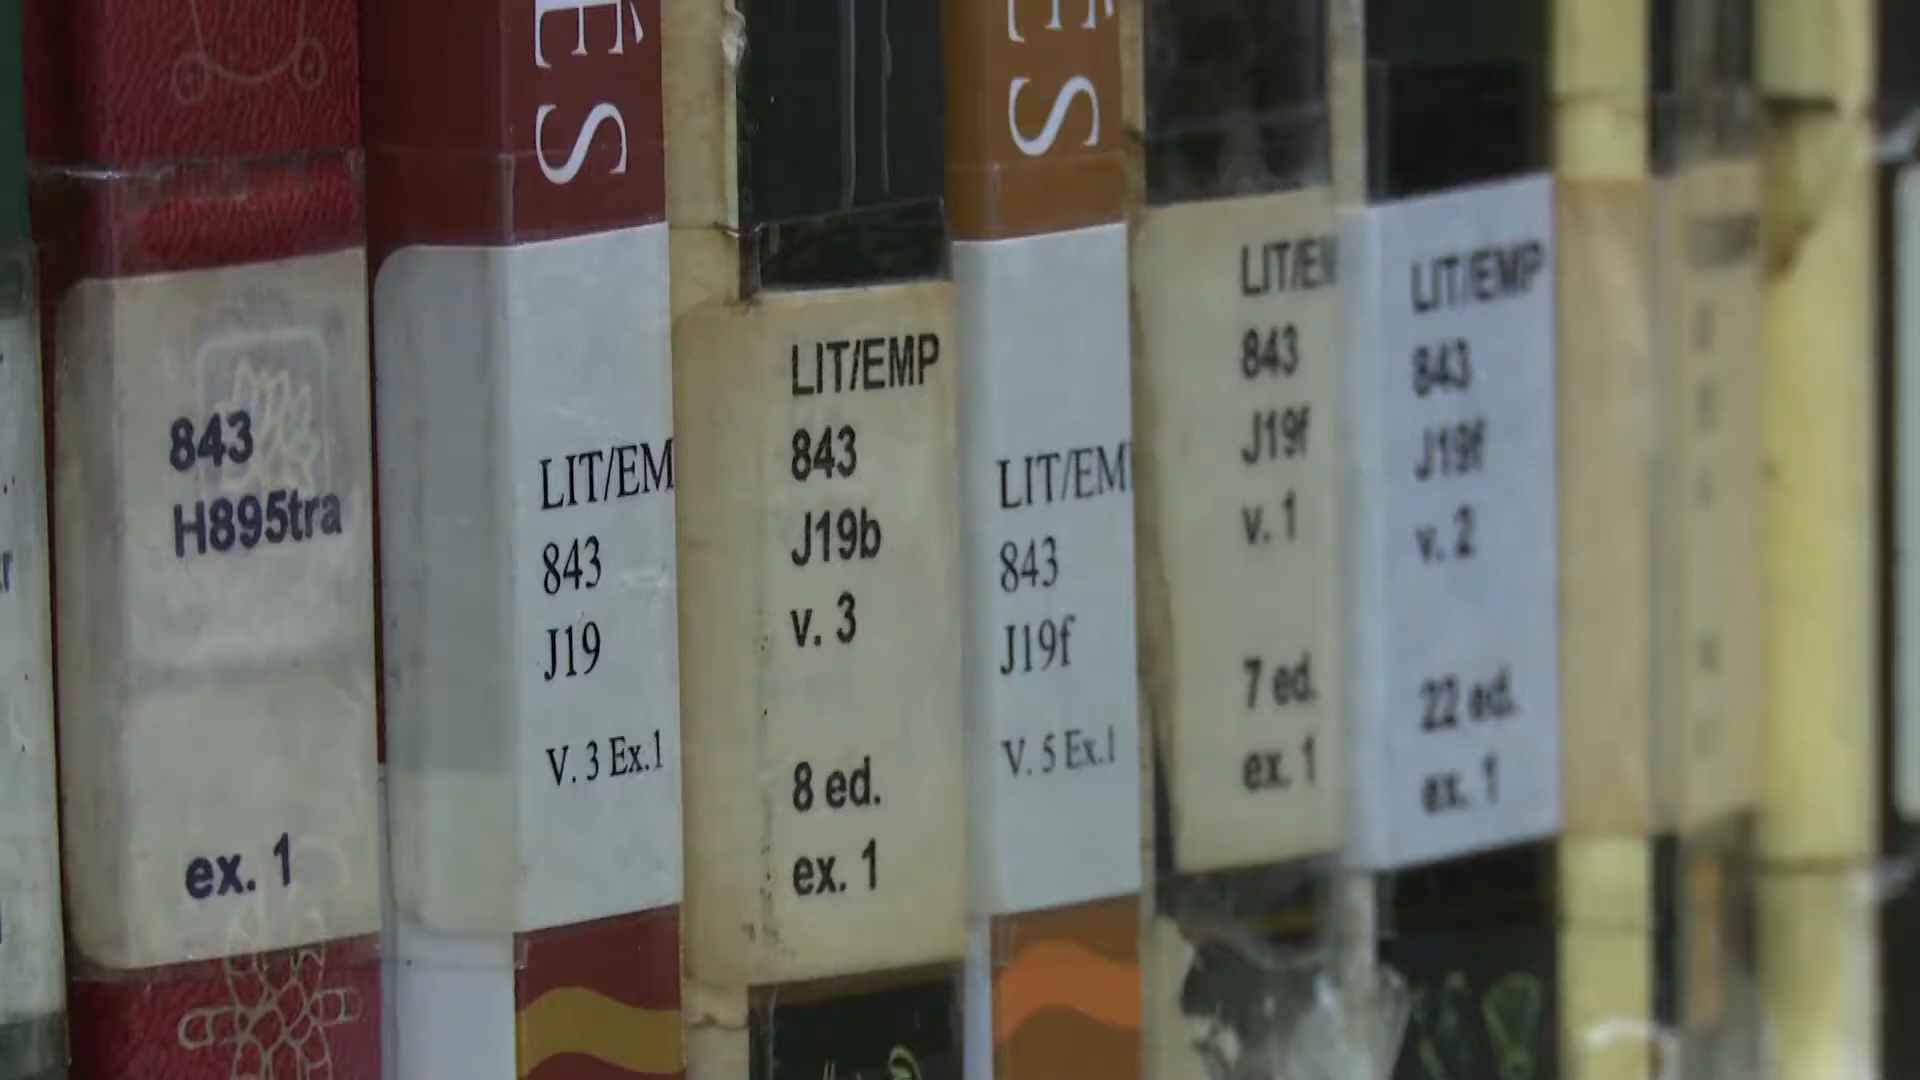 843
H895tra
ex. 1
ÉS
LIT/EM
843
J19
V. 3 Ex.1
LIT/EMP
843
J19b
v. 3
8 ed.
ex. 1
ÉS
LIT/EM
843
J19f
V. 5 Ex.1
LIT/EM
843
J19f
v. 1
7 ed.
ex. 1
LIT/EMP
843
J19f
v. 2
22 ed.
ex. 1